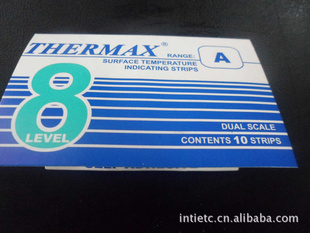 THERMAX®
RANGE: A
SURFACE TEMPERATURE
INDICATING STRIPS
8
LEVEL
DUAL SCALE
CONTENTS 10 STRIPS
intietc.cn.alibaba.com